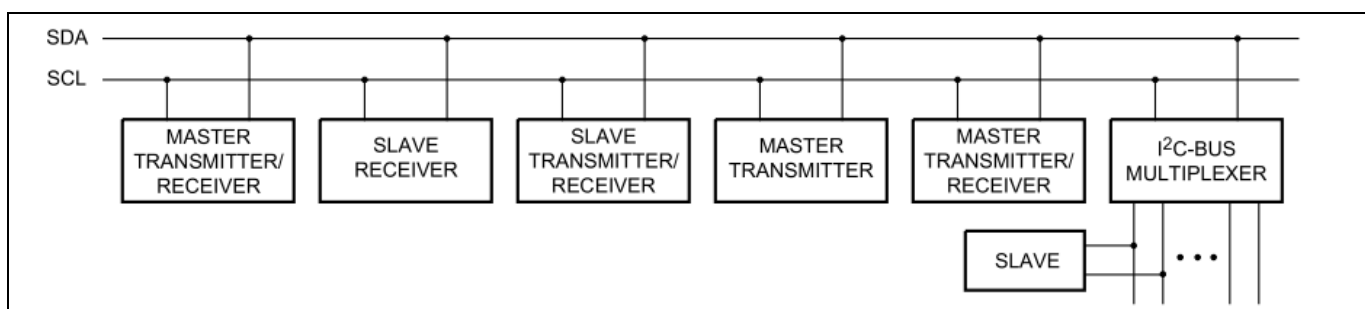 SDA
SCL
MASTER
TRANSMITTER/
RECEIVER
SLAVE
RECEIVER
SLAVE
TRANSMITTER/
RECEIVER
MASTER
TRANSMITTER
MASTER
TRANSMITTER/
RECEIVER
I²C-BUS
MULTIPLEXER
SLAVE